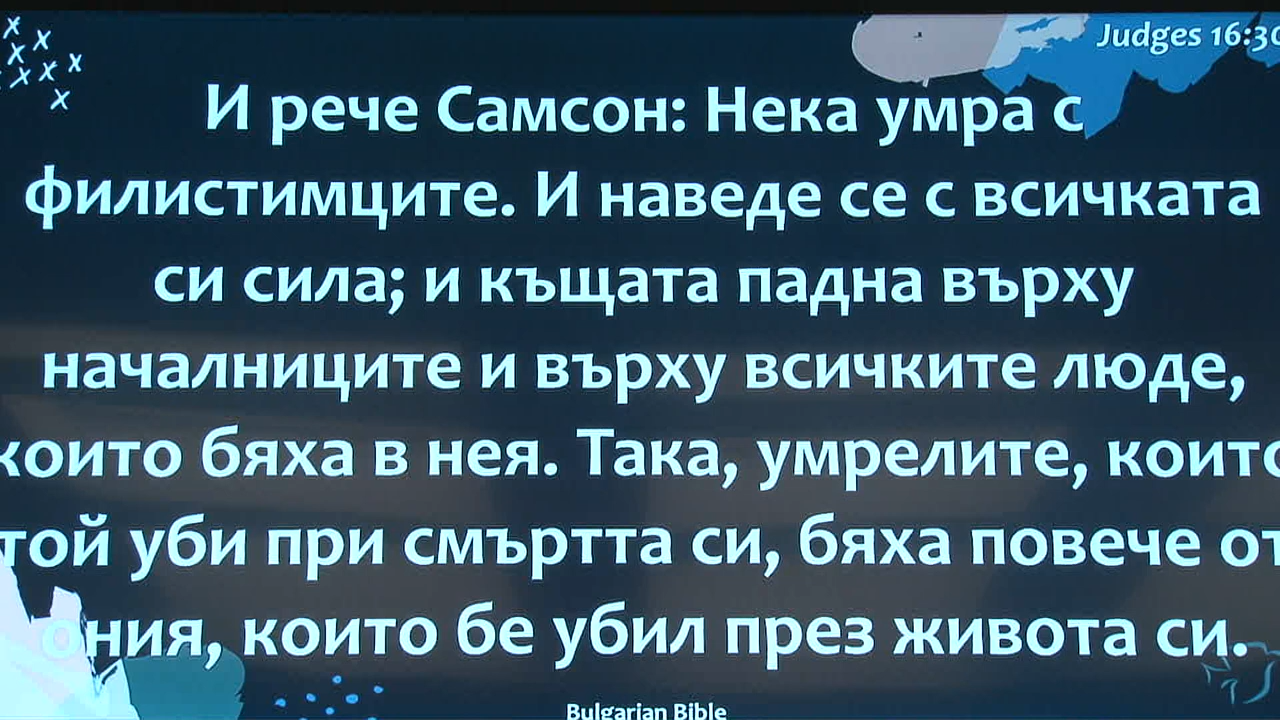 Judges 16:30
И рече Самсон: Нека умра с
филистимците. И наведе се с всичката
си сила; и къщата падна върху
началниците и върху всичките люде,
които бяха в нея. Така, умрелите, които
той уби при смъртта си, бяха повече от
ония, които бе убил през живота си.
Bulgarian Bible